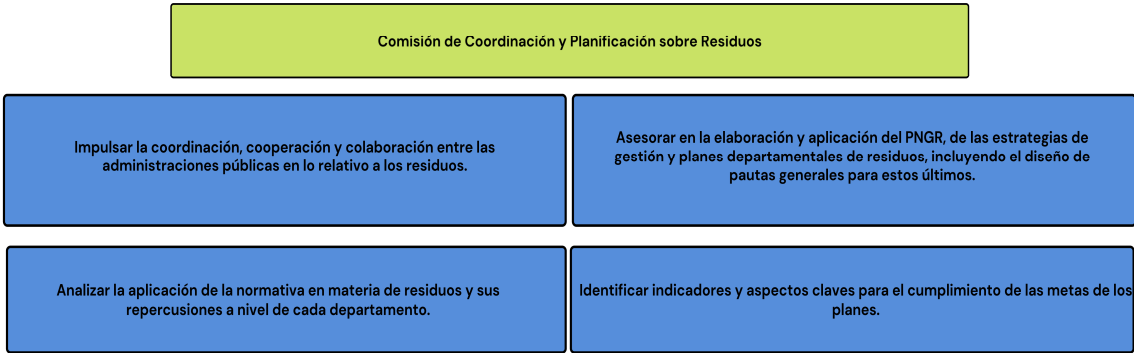 Comisión de Coordinación y Planificación sobre Residuos
Impulsar la coordinación, cooperación y colaboración entre las
administraciones públicas en lo relativo a los residuos.
Asesorar en la elaboración y aplicación del PNGR, de las estrategias de
gestión y planes departamentales de residuos, incluyendo el diseño de
pautas generales para estos últimos.
Analizar la aplicación de la normativa en materia de residuos y sus
repercusiones a nivel de cada departamento.
Identificar indicadores y aspectos claves para el cumplimiento de las metas de los
planes.